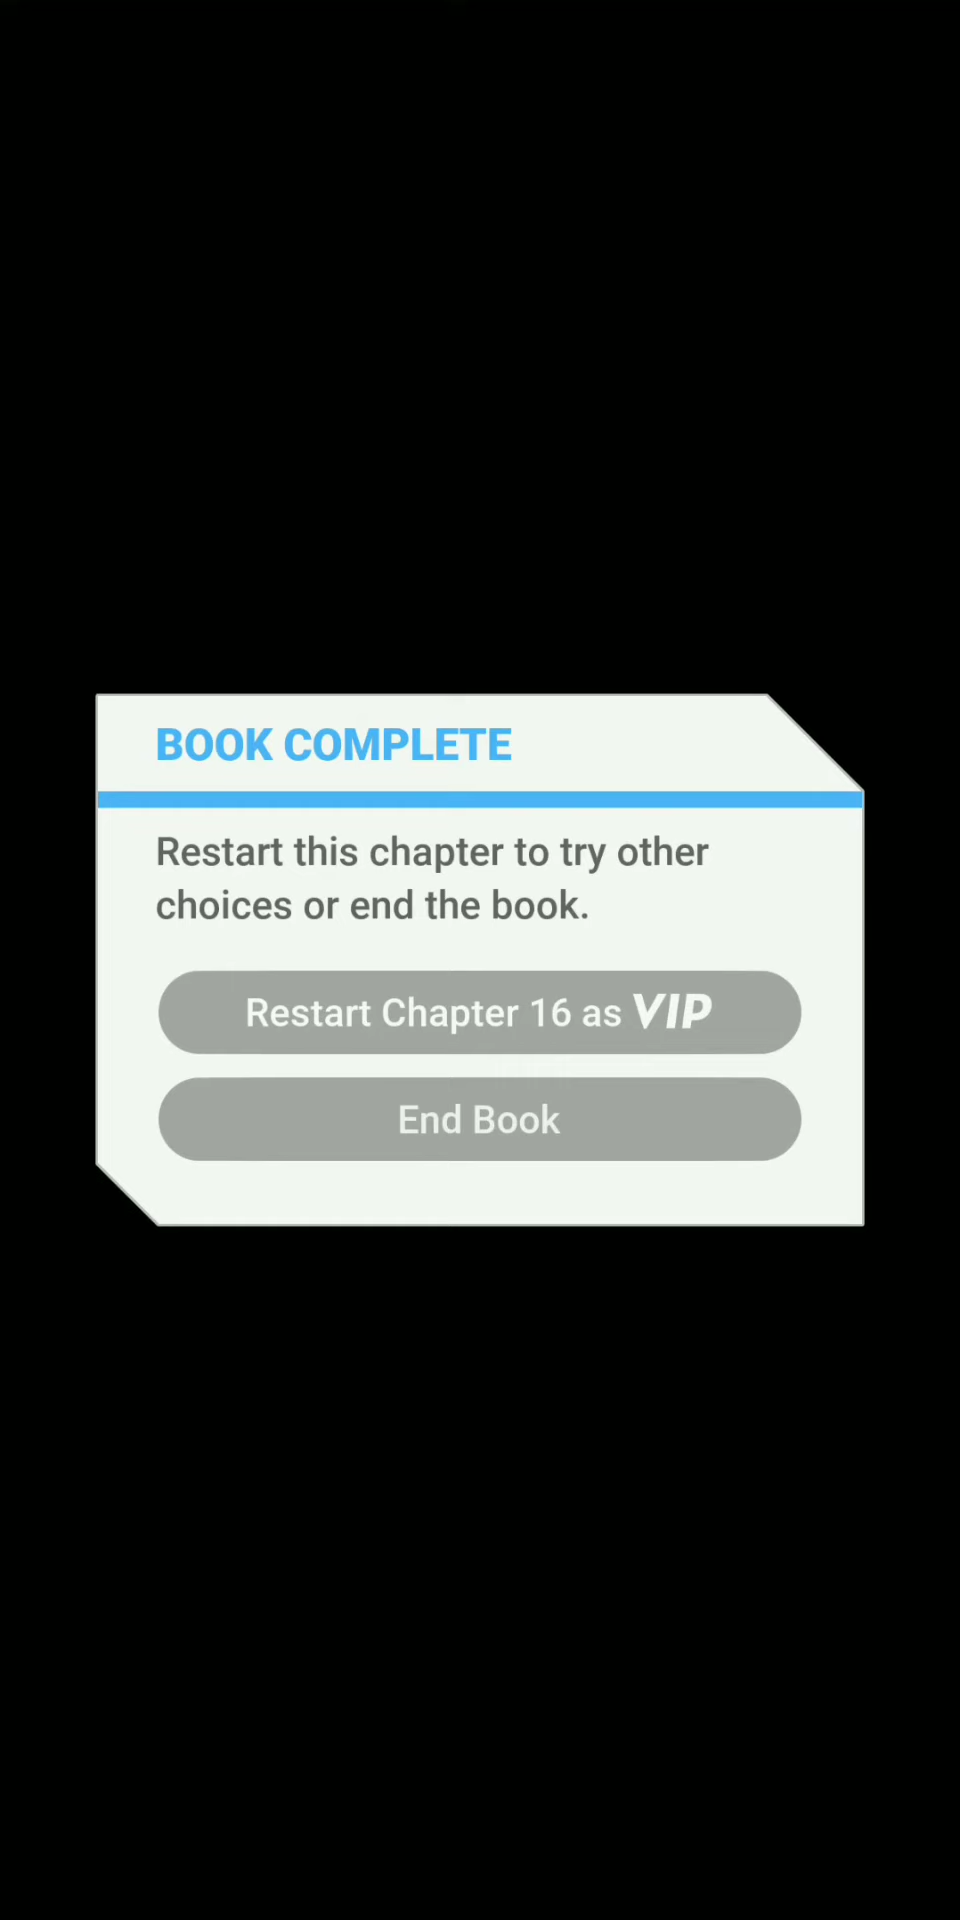 BOOK COMPLETE
Restart this chapter to try other
choices or end the book.
Restart Chapter 16 as VIP
End Book